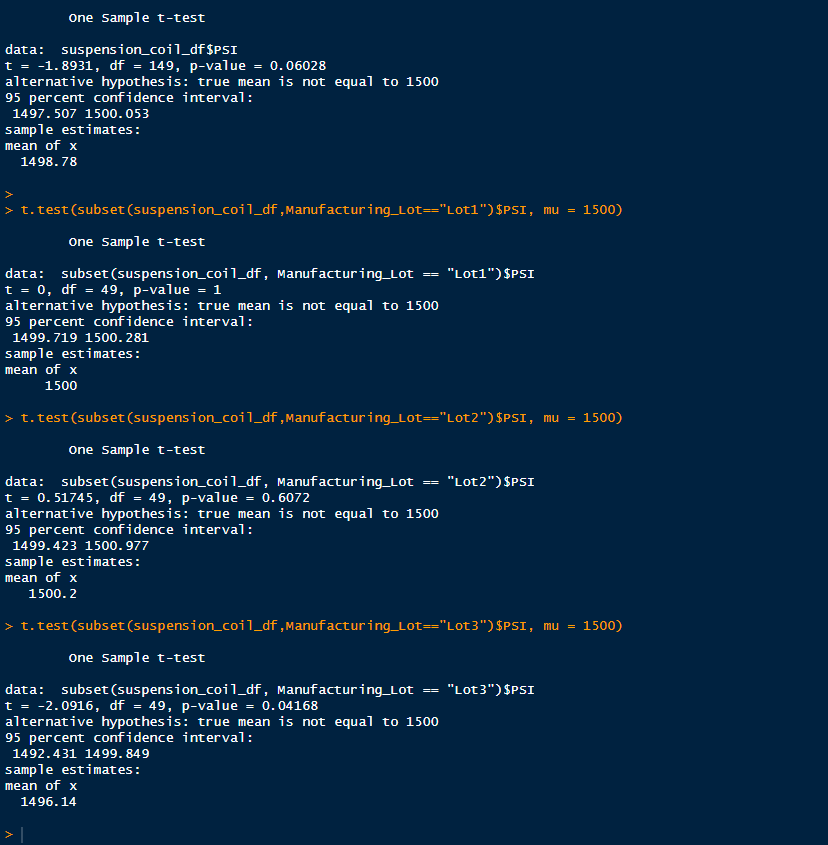 One Sample t-test
data:  suspension_coil_df$PSI
t = -1.8931, df = 149, p-value = 0.06028
alternative hypothesis: true mean is not equal to 1500
95 percent confidence interval:
1497.507 1500.053
sample estimates:
mean of x
1498.78
>
> t.test(subset(suspension_coil_df,Manufacturing_Lot=="Lot1")$PSI, mu = 1500)
One Sample t-test
data:  subset(suspension_coil_df, Manufacturing_Lot == "Lot1")$PSI
t = 0, df = 49, p-value = 1
alternative hypothesis: true mean is not equal to 1500
95 percent confidence interval:
1499.719 1500.281
sample estimates:
mean of x
1500
> t.test(subset(suspension_coil_df,Manufacturing_Lot=="Lot2")$PSI, mu = 1500)
One Sample t-test
data:  subset(suspension_coil_df, Manufacturing_Lot == "Lot2")$PSI
t = 0.51745, df = 49, p-value = 0.6072
alternative hypothesis: true mean is not equal to 1500
95 percent confidence interval:
1499.423 1500.977
sample estimates:
mean of x
1500.2
> t.test(subset(suspension_coil_df,Manufacturing_Lot=="Lot3")$PSI, mu = 1500)
One Sample t-test
data:  subset(suspension_coil_df, Manufacturing_Lot == "Lot3")$PSI
t = -2.0916, df = 49, p-value = 0.04168
alternative hypothesis: true mean is not equal to 1500
95 percent confidence interval:
1492.431 1499.849
sample estimates:
mean of x
1496.14
>